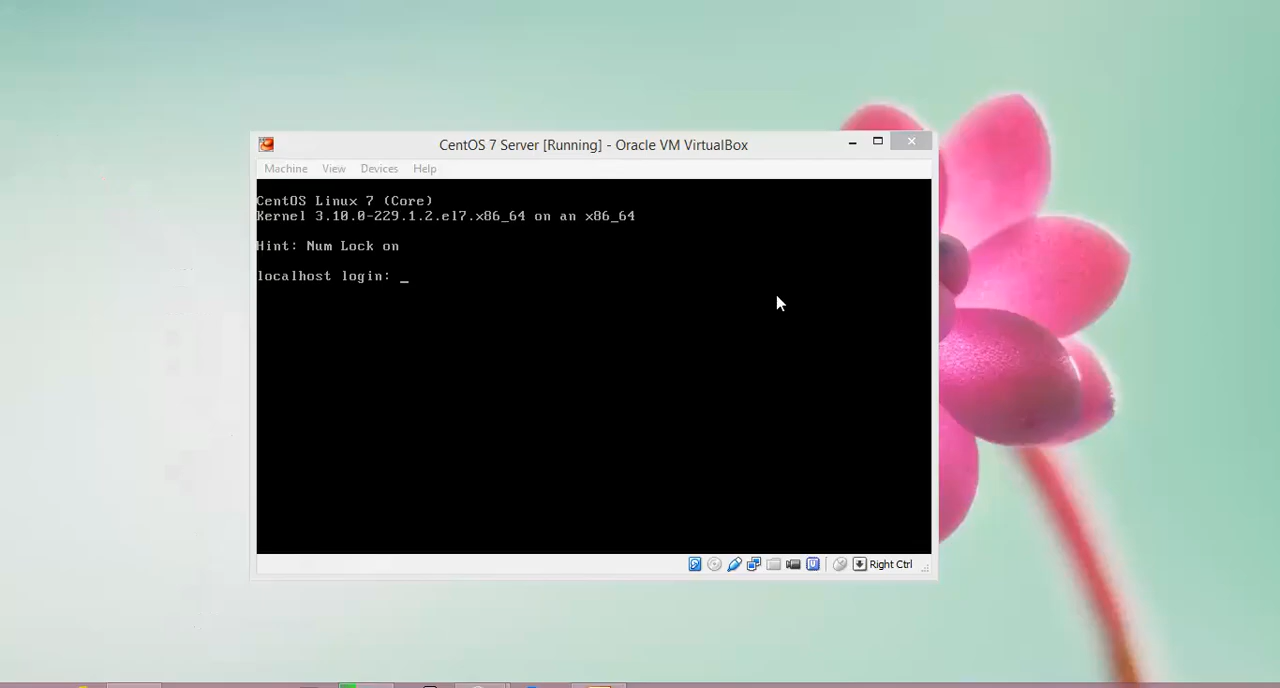 CentOS 7 Server [Running] - Oracle VM VirtualBox
Machine View Devices Help
CentOS Linux 7 (Core)
Kernel 3.10.0-229.1.2.el7.x86_64 on an x86_64
Hint: Num Lock on
localhost login: _
Right Ctrl